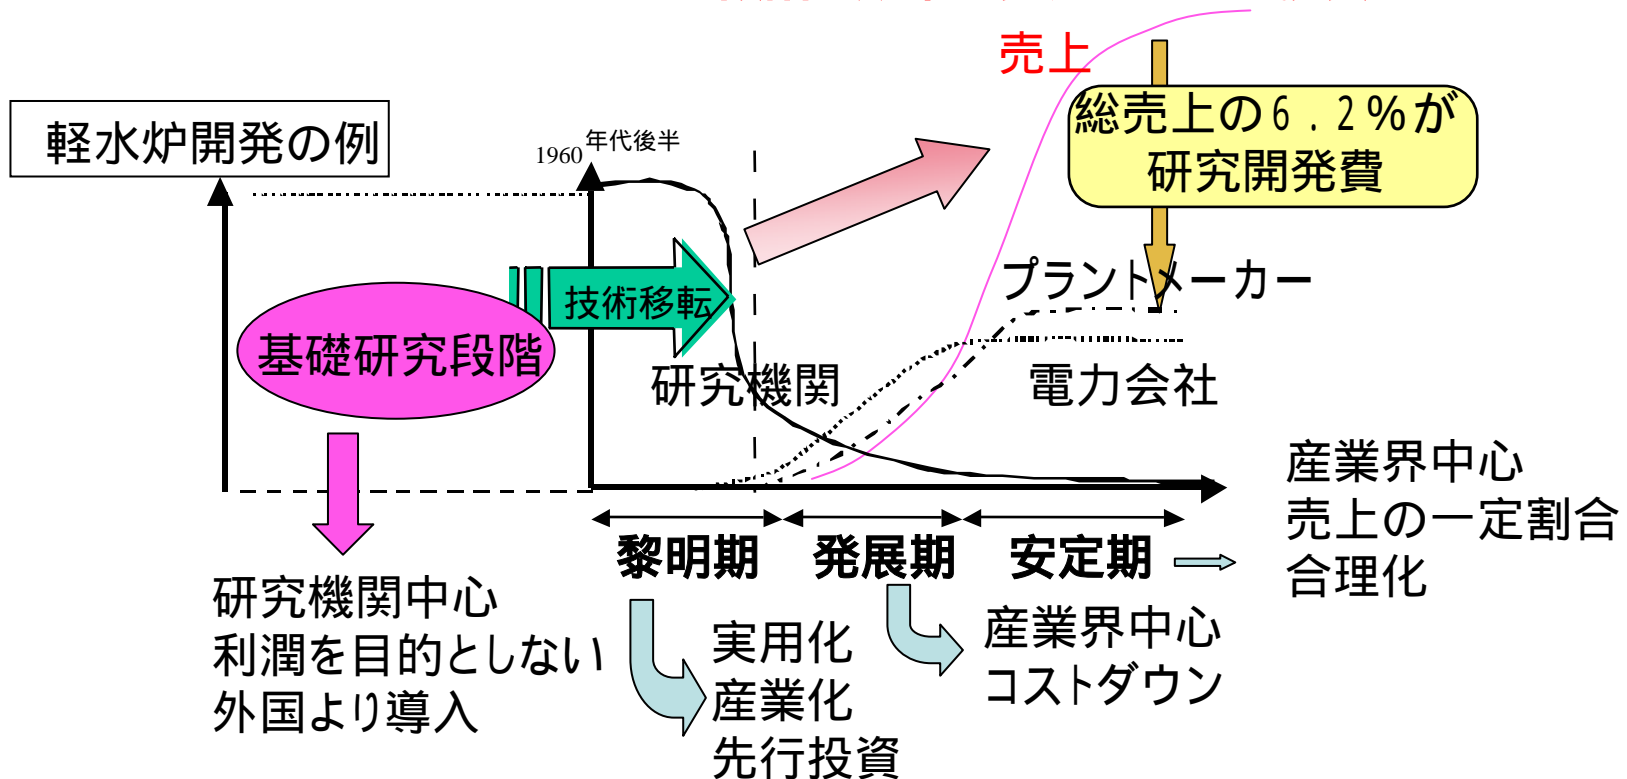 売上
総売上の6.2%が
研究開発費
軽水炉開発の例
1960年代後半
技術移転
プラントメーカー
基礎研究段階
研究機関
電力会社
産業界中心
売上の一定割合
合理化
黎明期
発展期
安定期
研究機関中心
利潤を目的としない
外国より導入
実用化
産業化
先行投資
産業界中心
コストダウン